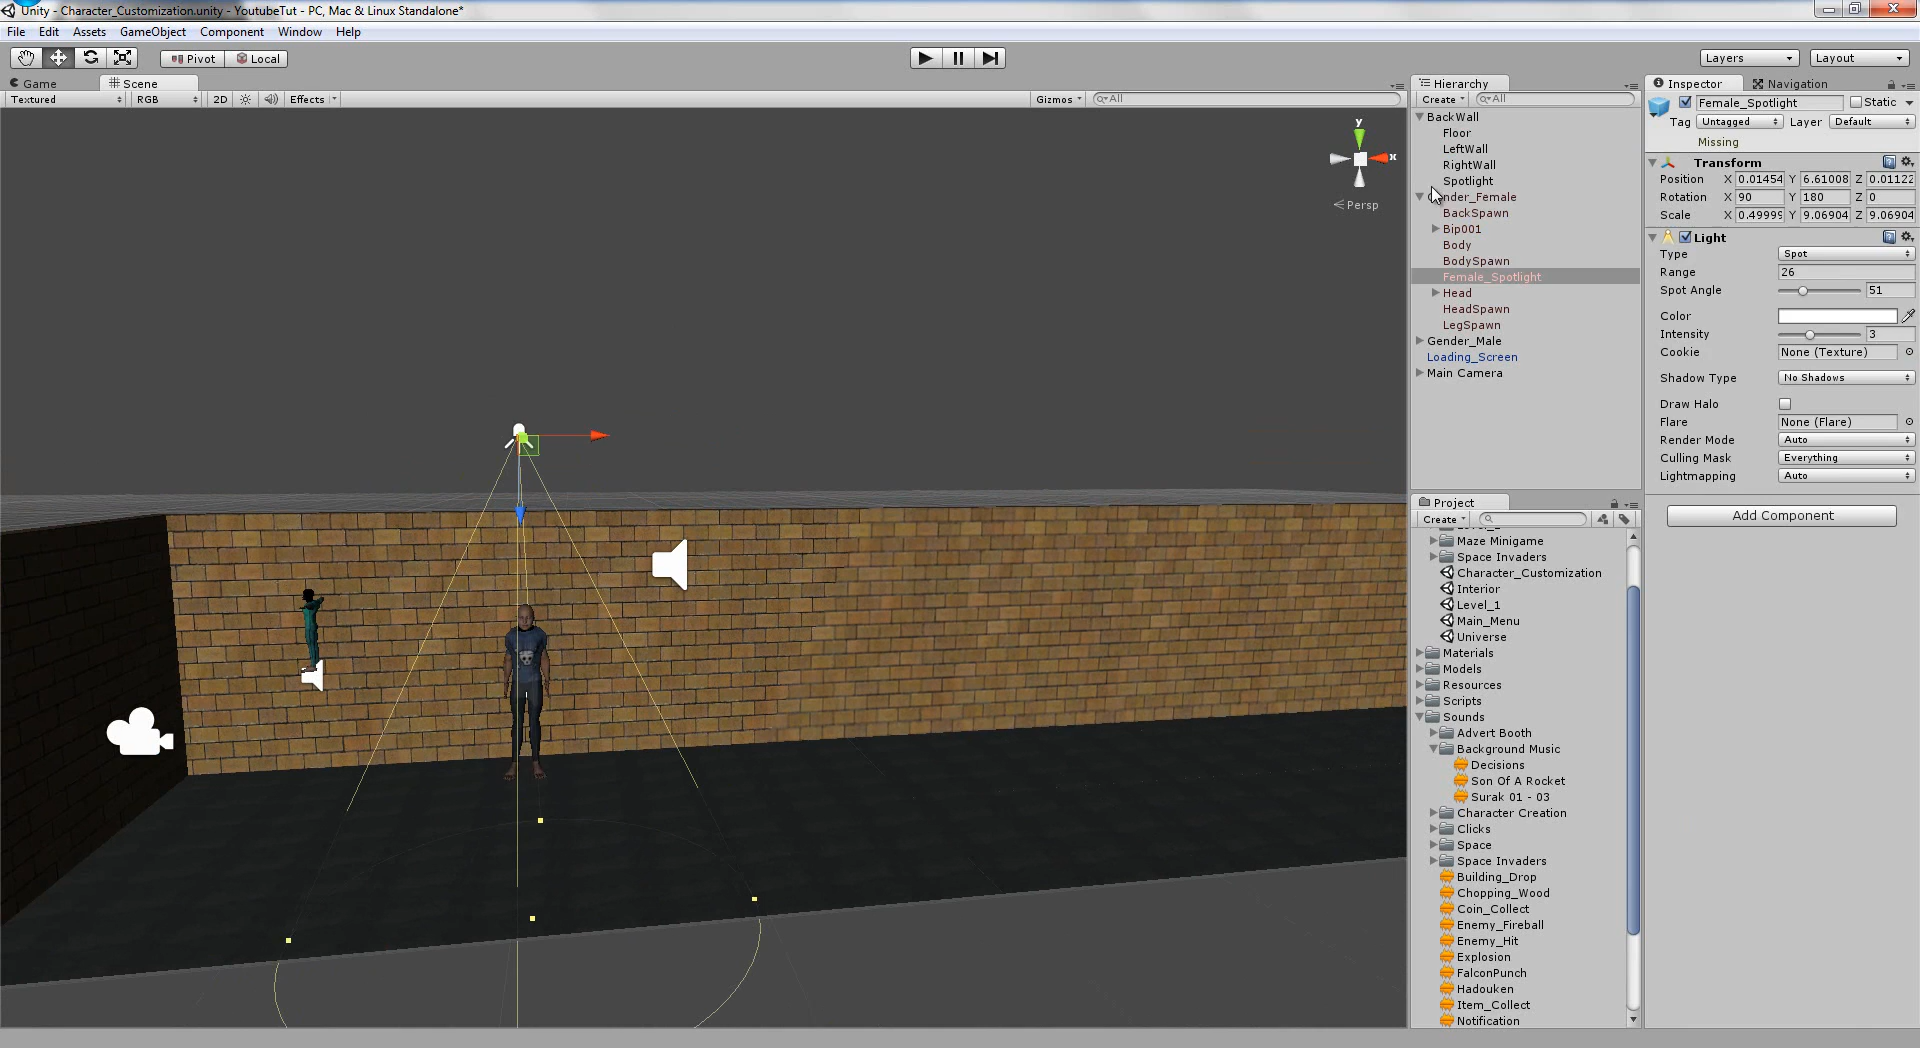 Unity - Character_Customization.unity - YoutubeTut - PC, Mac & Linux Standalone*
File Edit Assets GameObject Component Window Help
Pivot Local Layers Layout
Game Scene
Textured RGB 2D Effects Gizmos All
Hierarchy
Create All
BackWall
Floor
LeftWall
RightWall
Spotlight
nder_Female
BackSpawn
Bip001
Body
BodySpawn
Female_Spotlight
Head
HeadSpawn
LegSpawn
Gender_Male
Loading_Screen
Main Camera
y
x
Persp
Project
Create
Maze Minigame
Space Invaders
Character_Customization
Interior
Level_1
Main_Menu
Universe
Materials
Models
Resources
Scripts
Sounds
Advert Booth
Background Music
Decisions
Son Of A Rocket
Surak 01 - 03
Character Creation
Clicks
Space
Space Invaders
Building_Drop
Chopping_Wood
Coin_Collect
Enemy_Fireball
Enemy_Hit
Explosion
FalconPunch
Hadouken
Item_Collect
Notification
Inspector Navigation
Female_Spotlight Static
Tag Untagged Layer Default
Missing
Transform
Position X 0.01454 Y 6.61008 Z 0.01122
Rotation X 90 Y 180 Z 0
Scale X 0.49999 Y 9.06904 Z 9.06904
Light
Type Spot
Range 26
Spot Angle 51
Color
Intensity 3
Cookie None (Texture)
Shadow Type No Shadows
Draw Halo
Flare None (Flare)
Render Mode Auto
Culling Mask Everything
Lightmapping Auto
Add Component